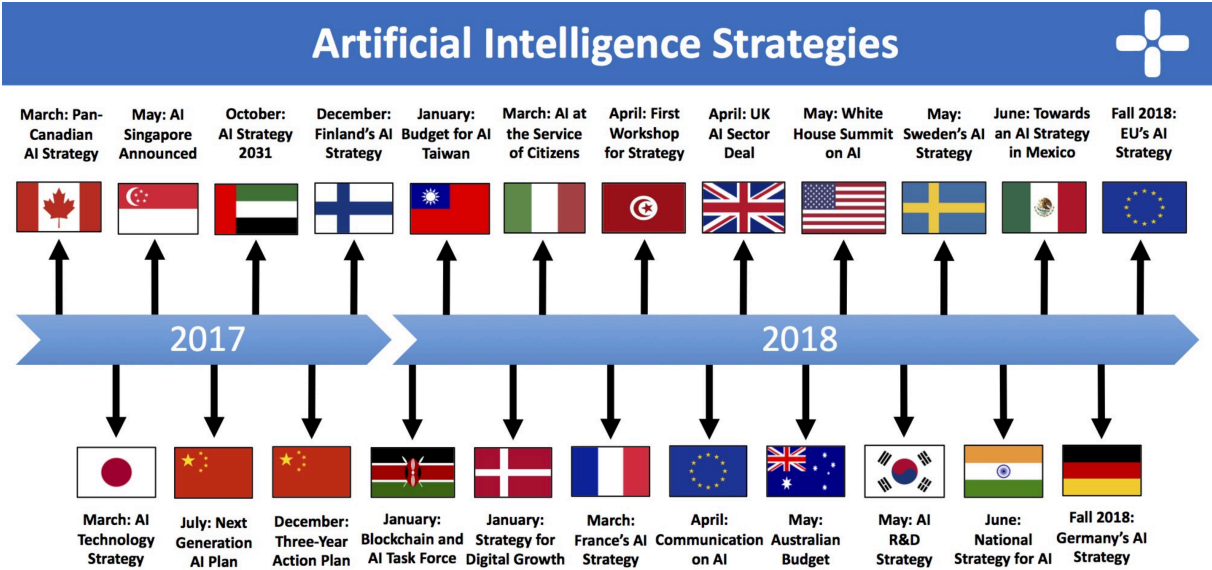 Artificial Intelligence Strategies
March: Pan-
Canadian
AI Strategy
May: AI
Singapore
Announced
October:
AI Strategy
2031
December:
Finland's AI
Strategy
January:
Budget for AI
Taiwan
March: AI at
the Service
of Citizens
April: First
Workshop
for Strategy
April: UK
AI Sector
Deal
May: White
House Summit
on AI
May:
Sweden's AI
Strategy
June: Towards
an AI Strategy
in Mexico
Fall 2018:
EU's AI
Strategy
2017
2018
March: AI
Technology
Strategy
July: Next
Generation
AI Plan
December:
Three-Year
Action Plan
January:
Blockchain and
AI Task Force
January:
Strategy for
Digital Growth
March:
France's AI
Strategy
April:
Communication
on AI
May:
Australian
Budget
May: AI
R&D
Strategy
June:
National
Strategy for AI
Fall 2018:
Germany's AI
Strategy